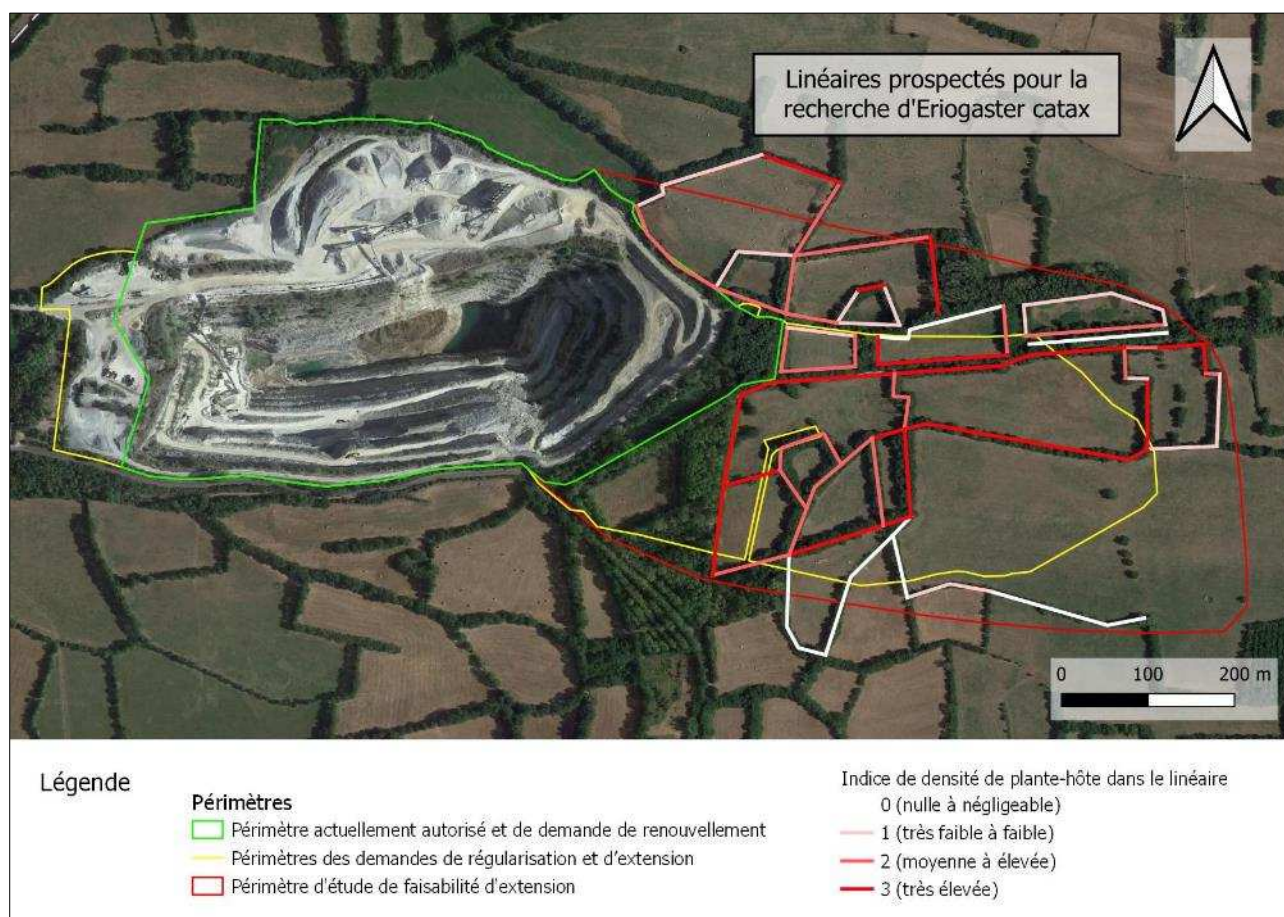 Linéaires prospectés pour la
recherche d'Eriogaster catax
0 100 200 m
Légende
Périmètres
Périmètre actuellement autorisé et de demande de renouvellement
Périmètres des demandes de régularisation et d'extension
Périmètre d'étude de faisabilité d'extension
Indice de densité de plante-hôte dans le linéaire
0 (nulle à négligeable)
1 (très faible à faible)
2 (moyenne à élevée)
3 (très élevée)